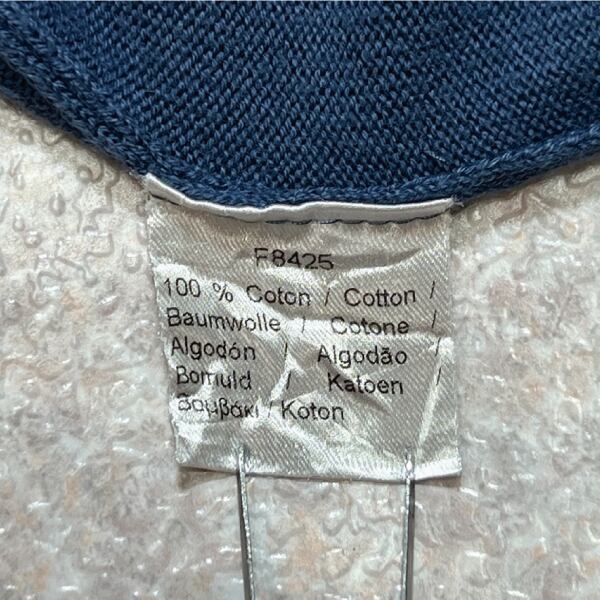 F8425
100 % Coton / Cotton /
Baumwolle / Cotone /
Algodón / Algodão /
Bomuld / Katoen /
Βαμβάκι / Koton